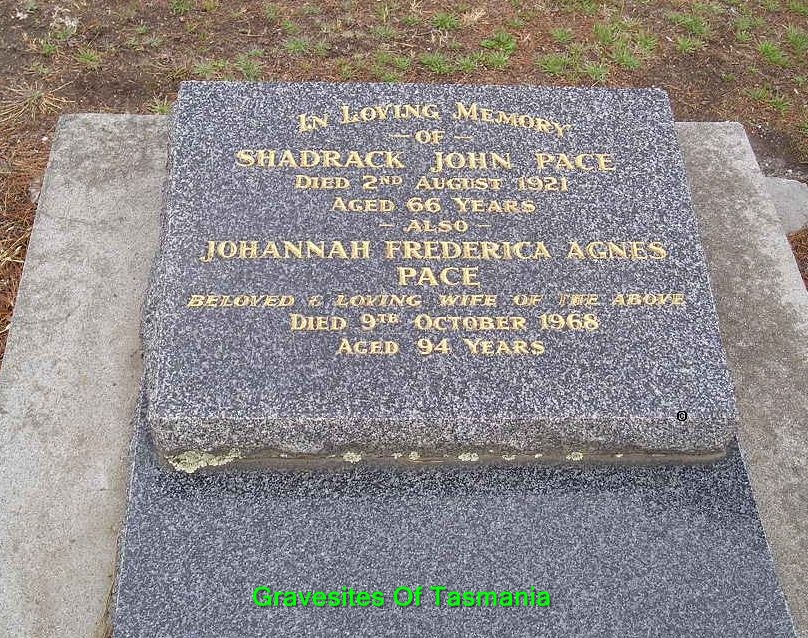 In Loving Memory
— OF —
SHADRACK JOHN PACE
DIED 2ND AUGUST 1921
AGED 66 YEARS
— ALSO —
JOHANNAH FREDERICA AGNES
PACE
BELOVED & LOVING WIFE OF THE ABOVE
DIED 9TH OCTOBER 1968
AGED 94 YEARS
Gravesites Of Tasmania